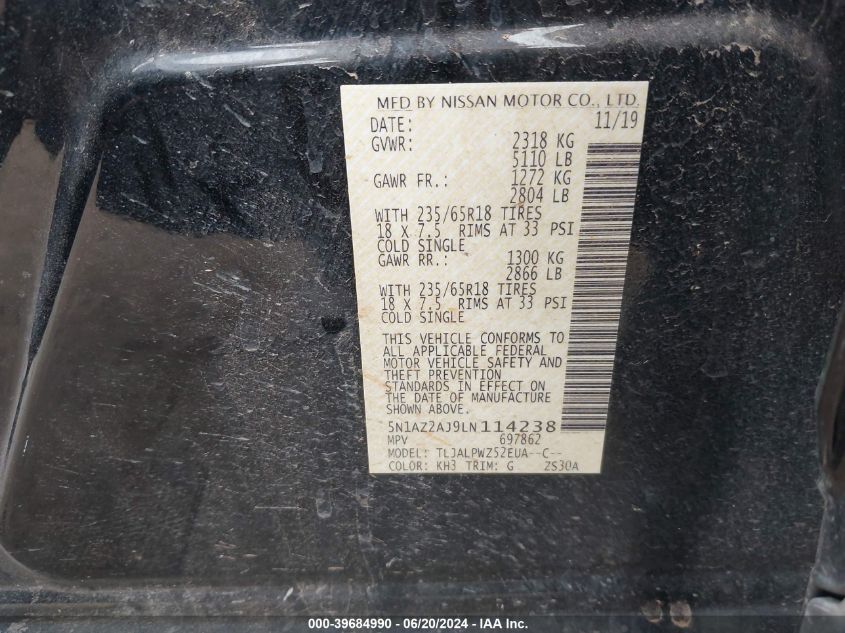 MFD BY NISSAN MOTOR CO., LTD.
DATE: 11/19
GVWR: 2318 KG
5110 LB
GAWR FR.: 1272 KG
2804 LB
WITH 235/65R18 TIRES
18 X 7.5 RIMS AT 33 PSI
COLD SINGLE
GAWR RR.: 1300 KG
2866 LB
WITH 235/65R18 TIRES
18 X 7.5 RIMS AT 33 PSI
COLD SINGLE
THIS VEHICLE CONFORMS TO
ALL APPLICABLE FEDERAL
MOTOR VEHICLE SAFETY AND
THEFT PREVENTION
STANDARDS IN EFFECT ON
THE DATE OF MANUFACTURE
SHOWN ABOVE.
5N1AZ2AJ9LN114238
MPV 697862
MODEL: TLJALPWZ52EUA--C--
COLOR: KH3 TRIM: G ZS30A
000-39684990 - 06/20/2024 - © IAA Holdings, LLC.